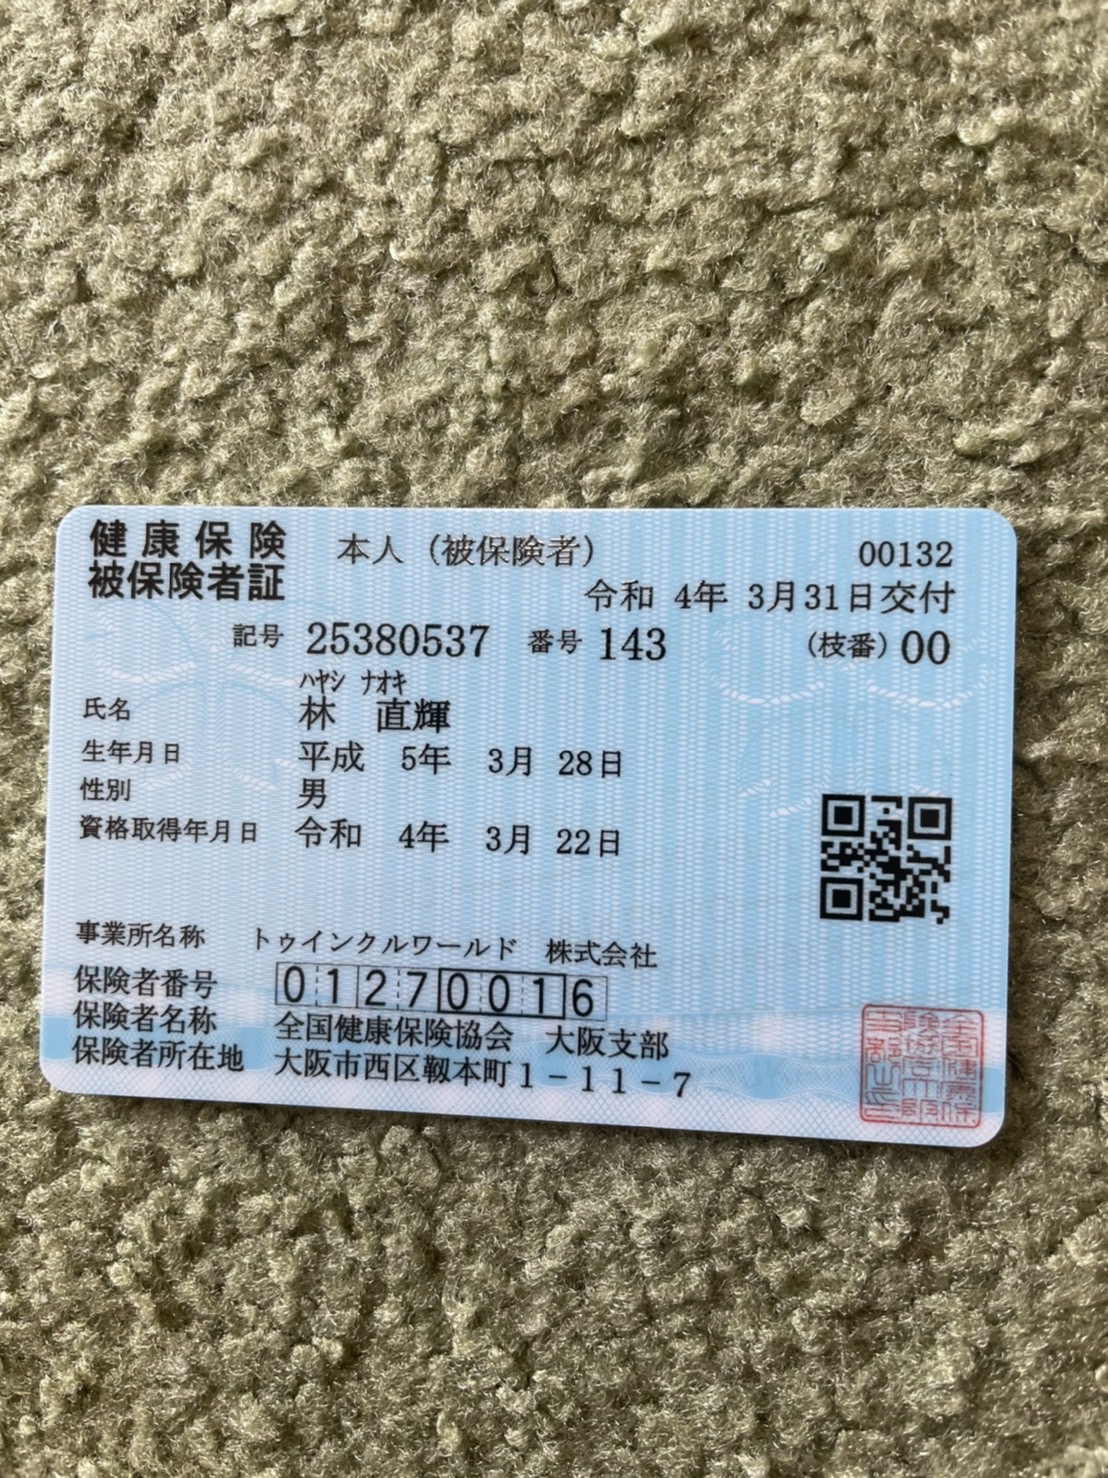 健康保険 本人（被保険者） 00132
被保険者証 令和 4年 3月31日交付
記号 25380537 番号 143 (枝番) 00
ﾊﾔｼ ﾅｵｷ
氏名 林 直輝
生年月日 平成 5年 3月 28日
性別 男
資格取得年月日 令和 4年 3月 22日
事業所名称 トゥインクルワールド 株式会社
保険者番号 01270016
保険者名称 全国健康保険協会 大阪支部
保険者所在地 大阪市西区靱本町1－11－7